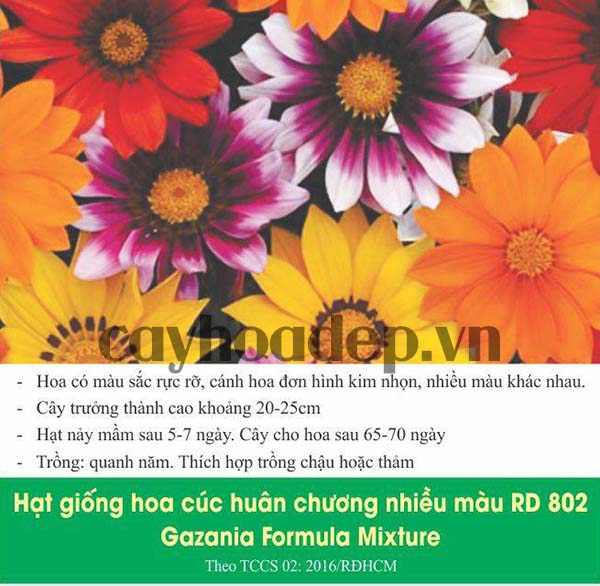 cayhoadep.vn
- Hoa có màu sắc rực rỡ, cánh hoa đơn hình kim nhọn, nhiều màu khác nhau.
- Cây trưởng thành cao khoảng 20-25cm
- Hạt nảy mầm sau 5-7 ngày. Cây cho hoa sau 65-70 ngày
- Trồng: quanh năm. Thích hợp trồng chậu hoặc thảm
Hạt giống hoa cúc huân chương nhiều màu RD 802
Gazania Formula Mixture
Theo TCCS 02: 2016/RĐHCM